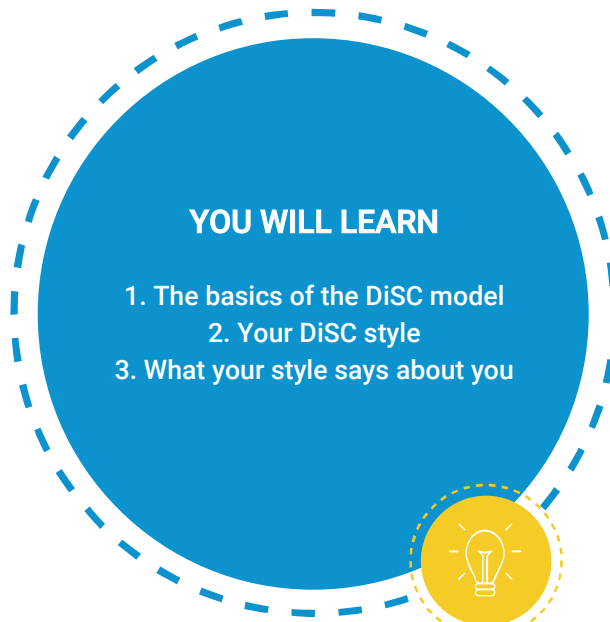 YOU WILL LEARN
1. The basics of the DiSC model
2. Your DiSC style
3. What your style says about you